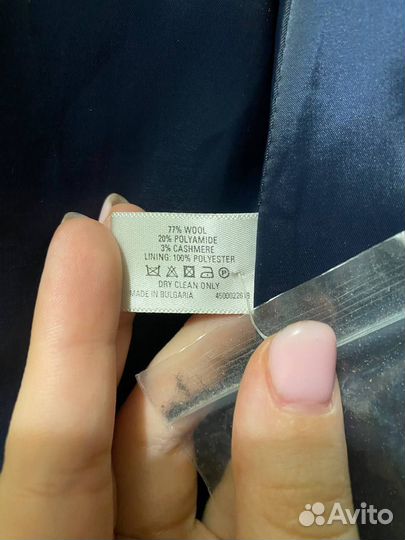 77% WOOL
20% POLYAMIDE
3% CASHMERE
LINING: 100% POLYESTER
DRY CLEAN ONLY
MADE IN BULGARIA
Avito